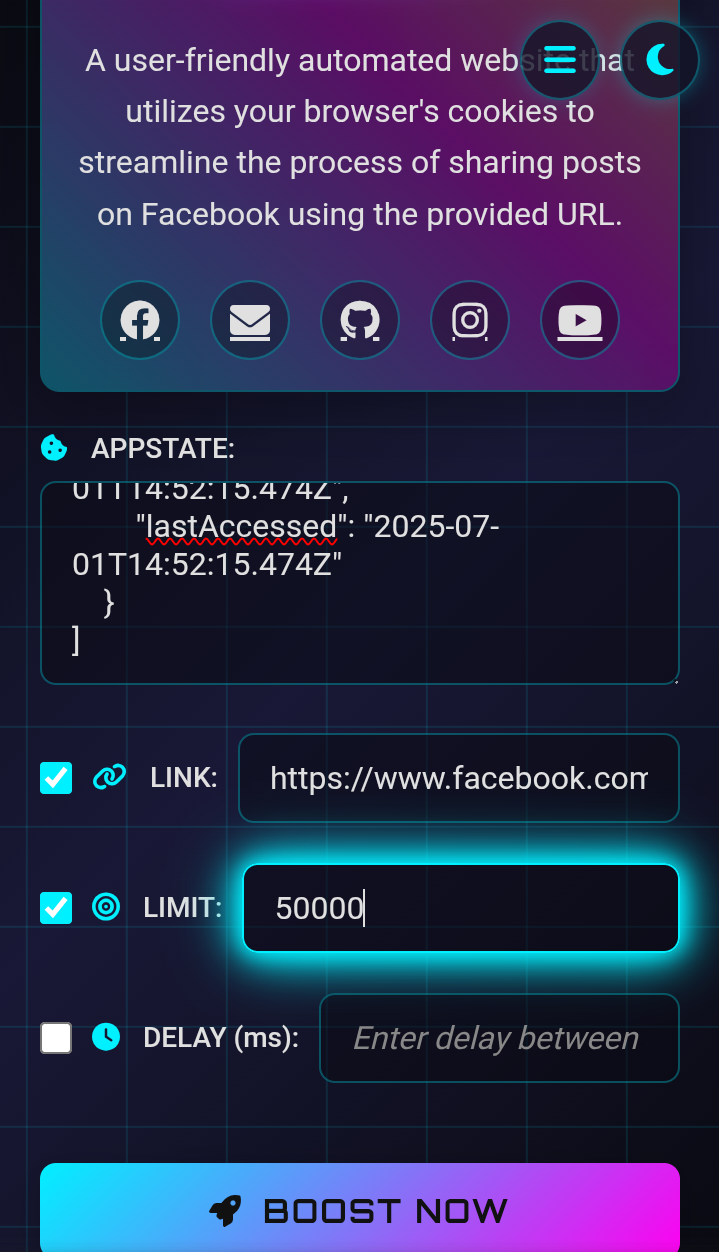 A user-friendly automated website that
utilizes your browser's cookies to
streamline the process of sharing posts
on Facebook using the provided URL.
APPSTATE:
01T14:52:15.474Z",
"lastAccessed": "2025-07-
01T14:52:15.474Z"
}
]
LINK: https://www.facebook.com
LIMIT: 50000
DELAY (ms): Enter delay between
BOOST NOW